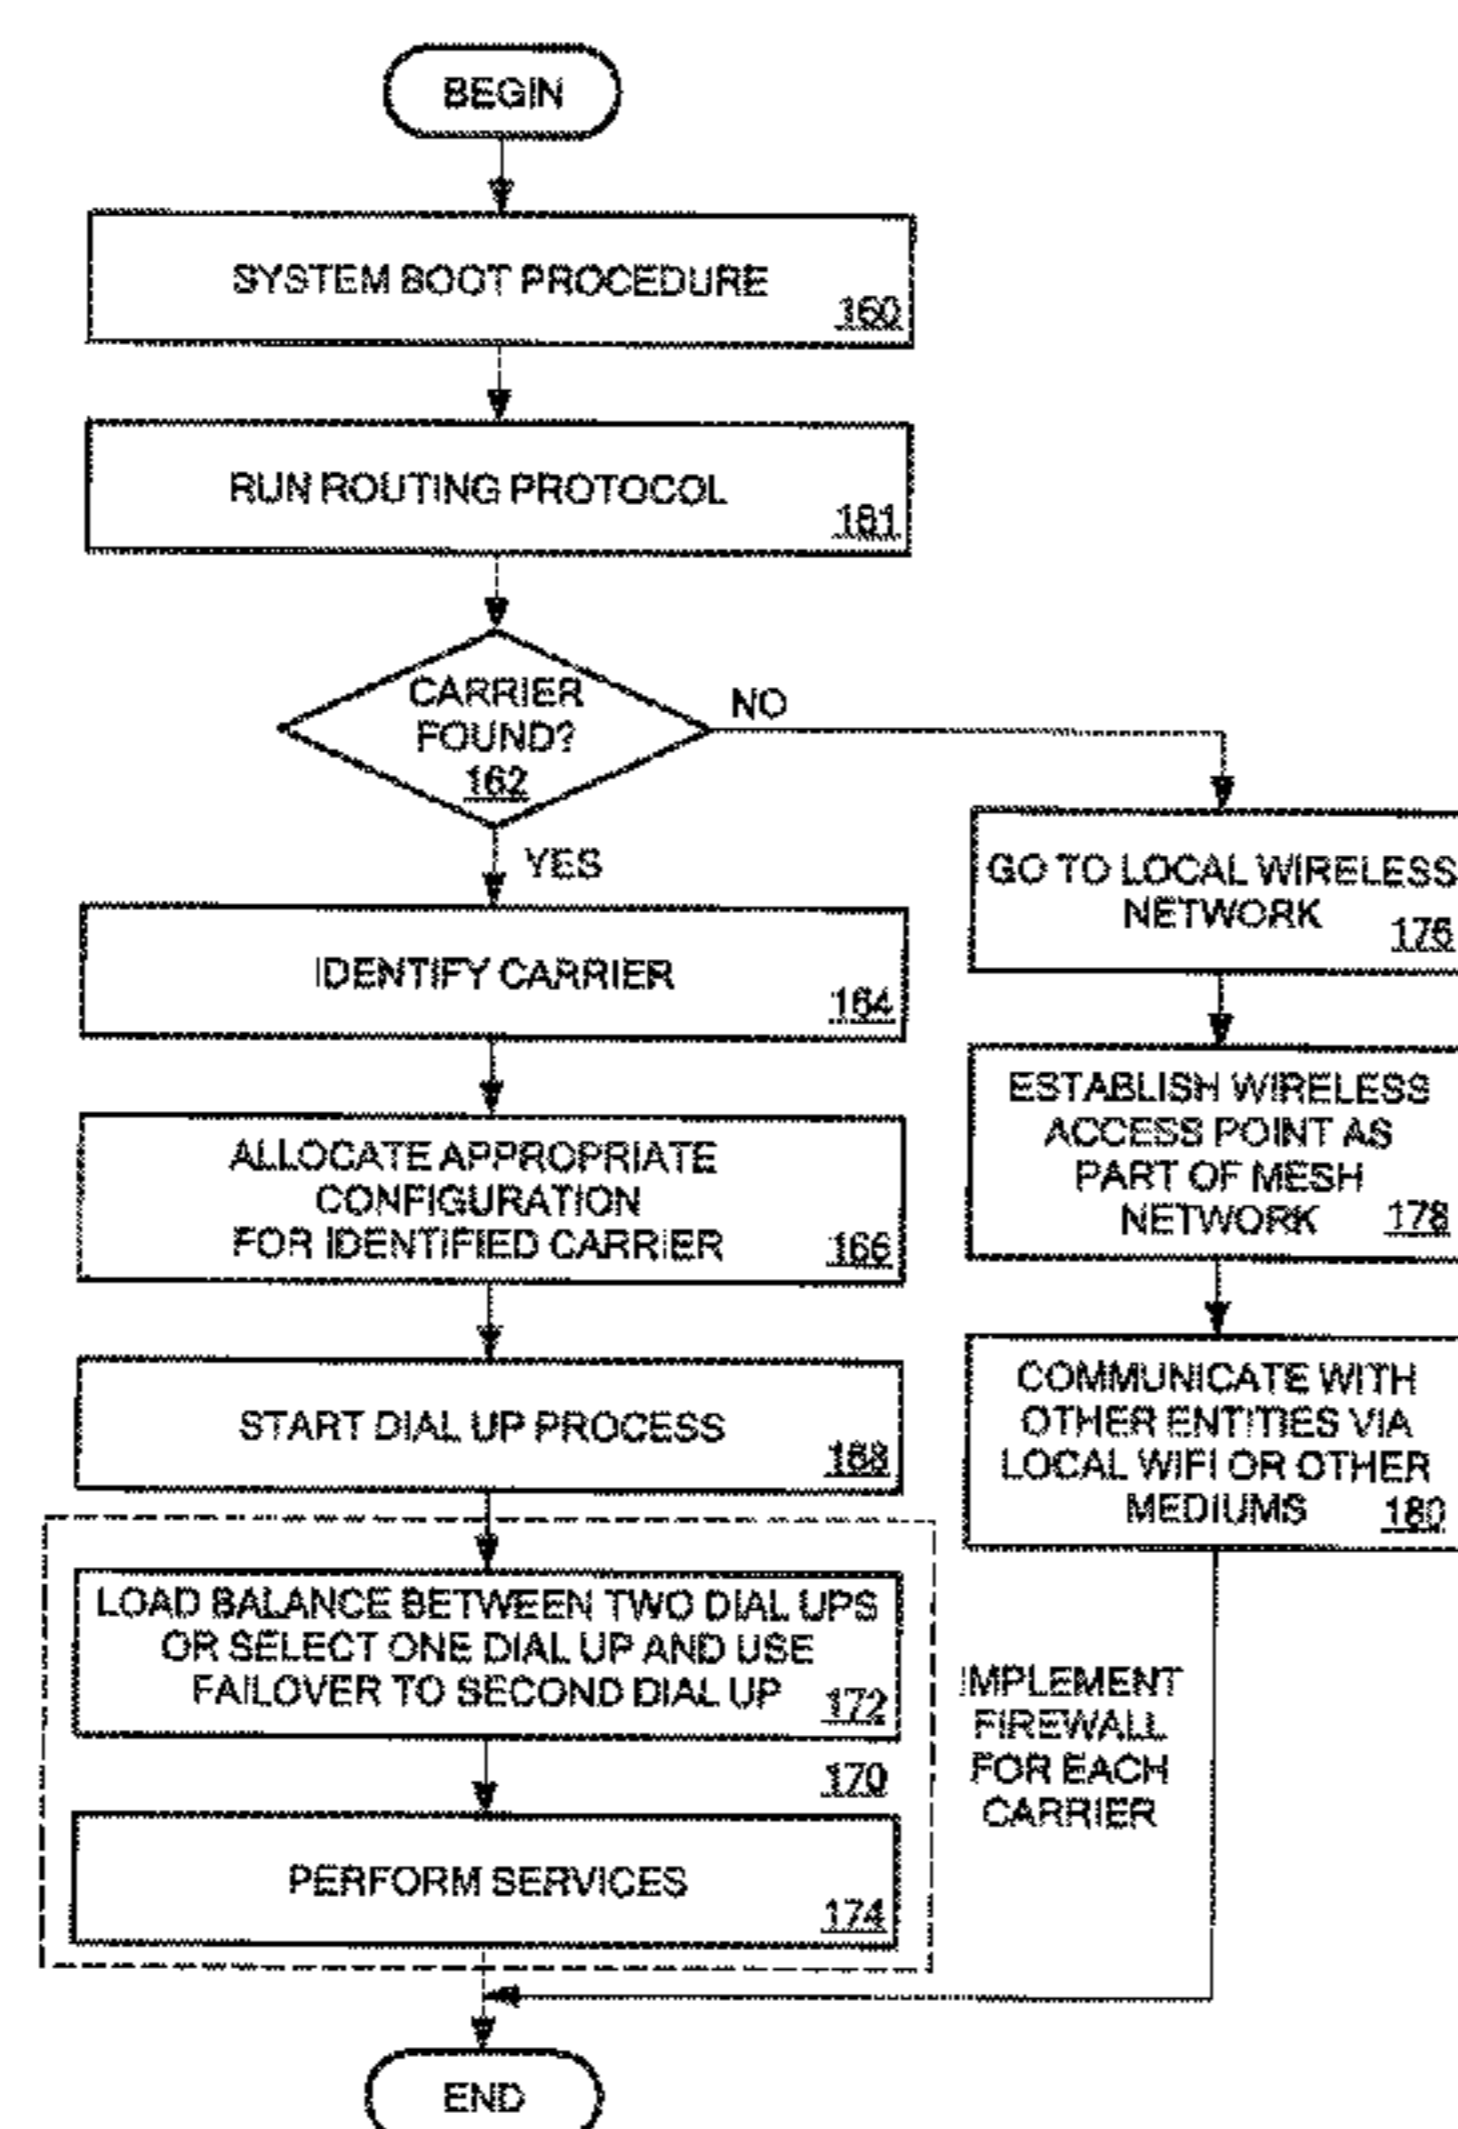 BEGIN
SYSTEM BOOT PROCEDURE
160
RUN ROUTING PROTOCOL
161
CARRIER
FOUND?
162
NO
YES
IDENTIFY CARRIER
164
ALLOCATE APPROPRIATE
CONFIGURATION
FOR IDENTIFIED CARRIER
166
START DIAL UP PROCESS
168
LOAD BALANCE BETWEEN TWO DIAL UPS
OR SELECT ONE DIAL UP AND USE
FAILOVER TO SECOND DIAL UP
172
170
PERFORM SERVICES
174
GO TO LOCAL WIRELESS
NETWORK
176
ESTABLISH WIRELESS
ACCESS POINT AS
PART OF MESH
NETWORK
178
COMMUNICATE WITH
OTHER ENTITIES VIA
LOCAL WIFI OR OTHER
MEDIUMS
180
IMPLEMENT
FIREWALL
FOR EACH
CARRIER
END